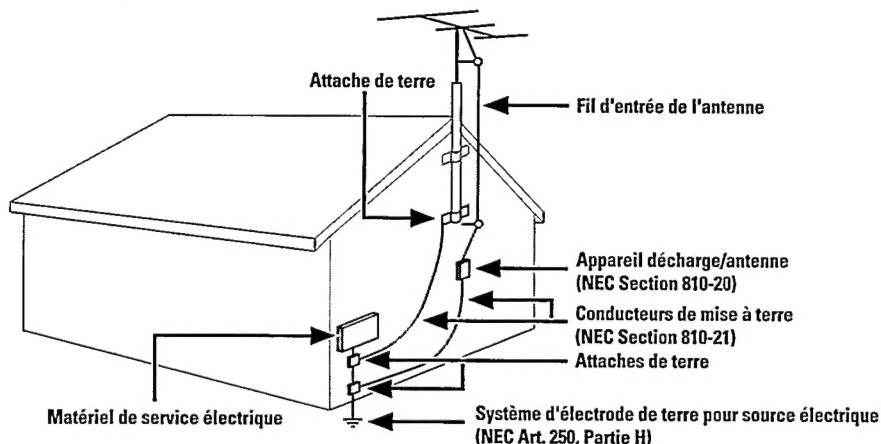 Attache de terre
Fil d'entrée de l'antenne
Appareil décharge/antenne
(NEC Section 810-20)
Conducteurs de mise à terre
(NEC Section 810-21)
Attaches de terre
Matériel de service électrique
Système d'électrode de terre pour source électrique
(NEC Art. 250, Partie H)